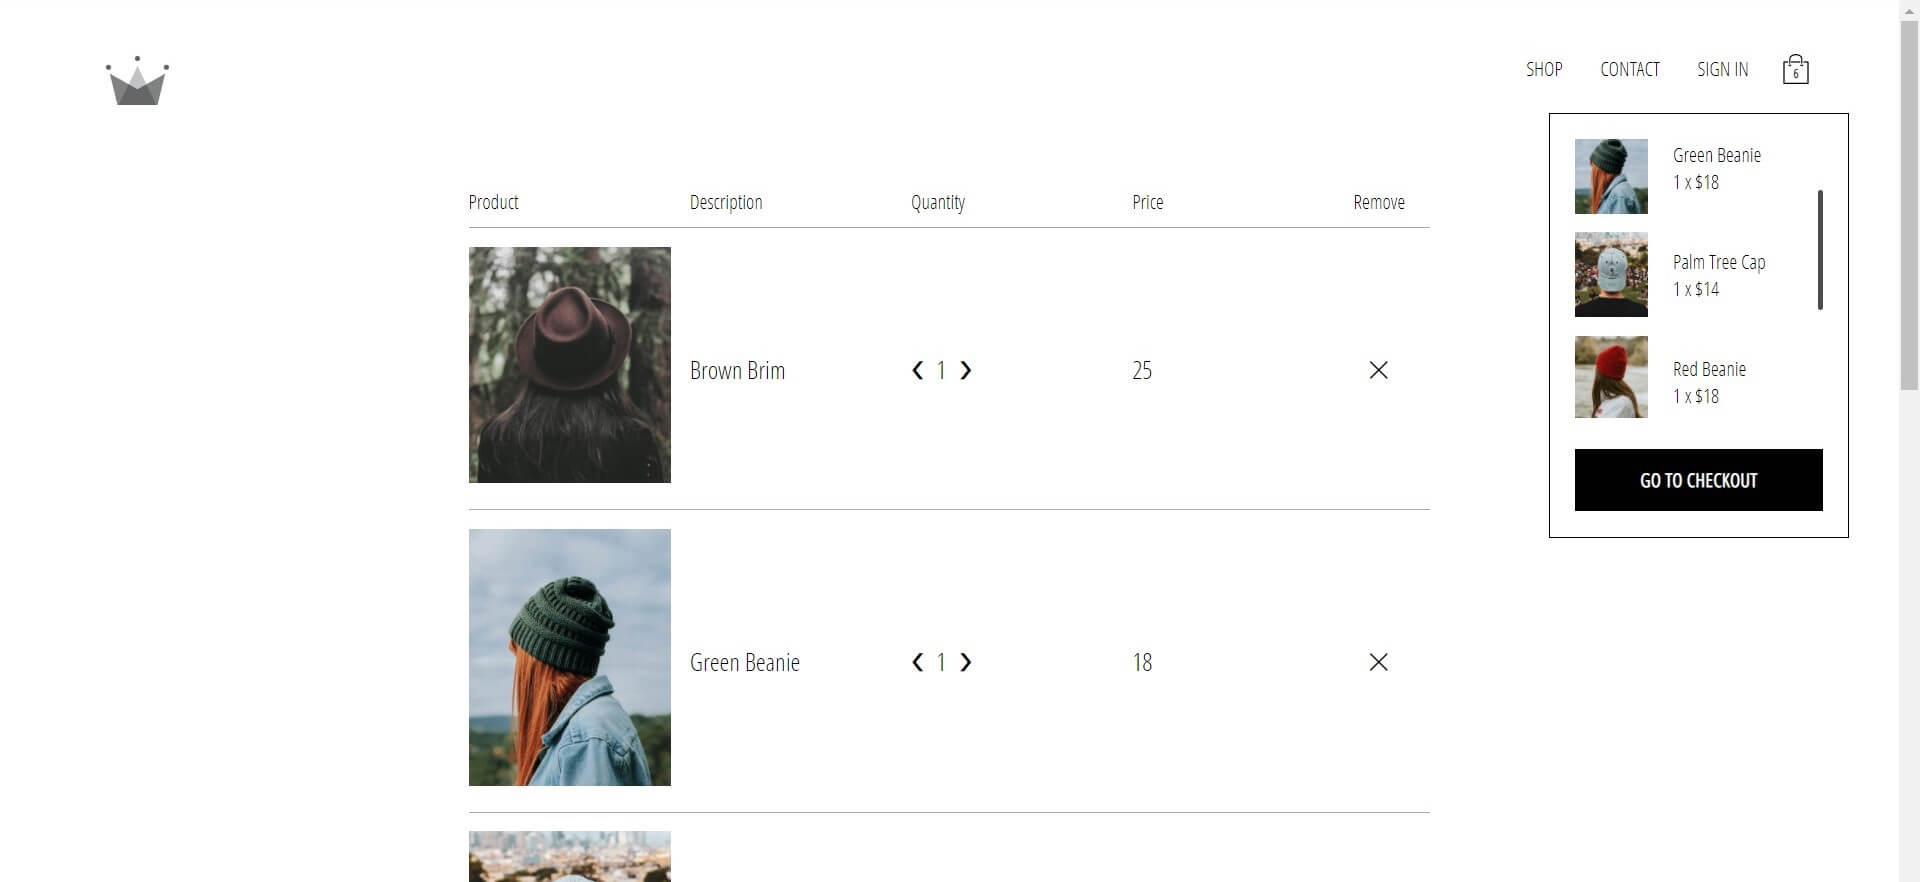 SHOP CONTACT SIGN IN 6
Product Description Quantity Price Remove
Brown Brim ❮ 1 ❯ 25
Green Beanie ❮ 1 ❯ 18
Green Beanie
1 x $18
Palm Tree Cap
1 x $14
Red Beanie
1 x $18
GO TO CHECKOUT